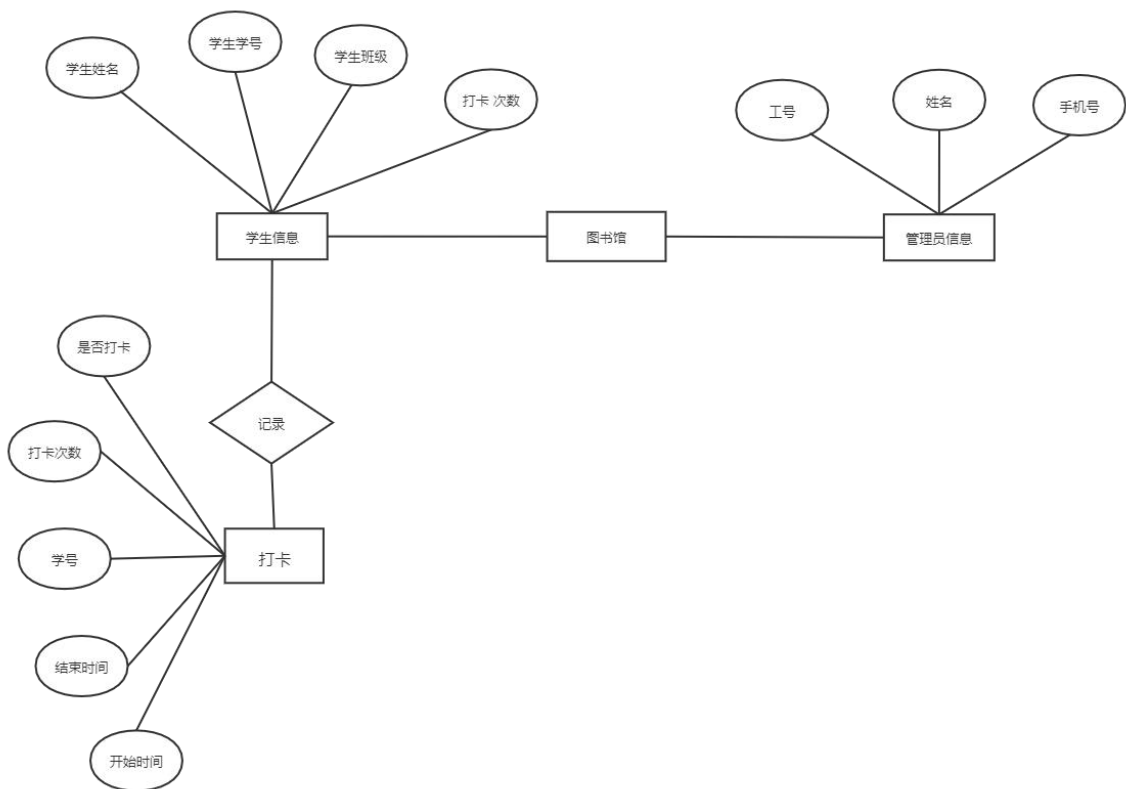 学生姓名
学生学号
学生班级
打卡 次数
工号
姓名
手机号
学生信息
图书馆
管理员信息
是否打卡
记录
打卡次数
学号
打卡
结束时间
开始时间